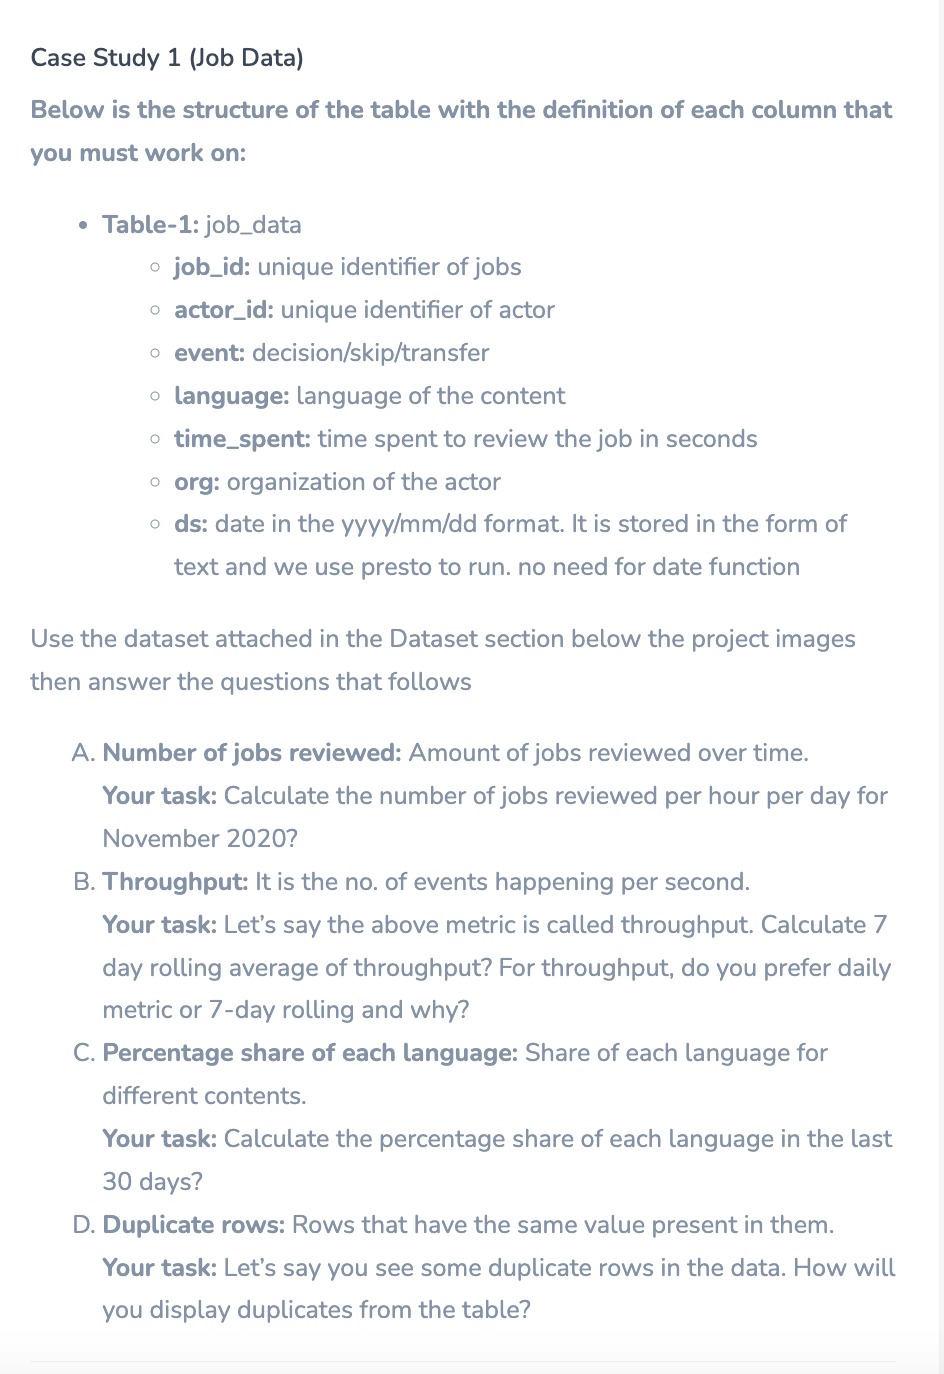 Case Study 1 (Job Data)
Below is the structure of the table with the definition of each column that
you must work on:
• Table-1: job_data
◦ job_id: unique identifier of jobs
◦ actor_id: unique identifier of actor
◦ event: decision/skip/transfer
◦ language: language of the content
◦ time_spent: time spent to review the job in seconds
◦ org: organization of the actor
◦ ds: date in the yyyy/mm/dd format. It is stored in the form of
text and we use presto to run. no need for date function
Use the dataset attached in the Dataset section below the project images
then answer the questions that follows
A. Number of jobs reviewed: Amount of jobs reviewed over time.
Your task: Calculate the number of jobs reviewed per hour per day for
November 2020?
B. Throughput: It is the no. of events happening per second.
Your task: Let’s say the above metric is called throughput. Calculate 7
day rolling average of throughput? For throughput, do you prefer daily
metric or 7-day rolling and why?
C. Percentage share of each language: Share of each language for
different contents.
Your task: Calculate the percentage share of each language in the last
30 days?
D. Duplicate rows: Rows that have the same value present in them.
Your task: Let’s say you see some duplicate rows in the data. How will
you display duplicates from the table?